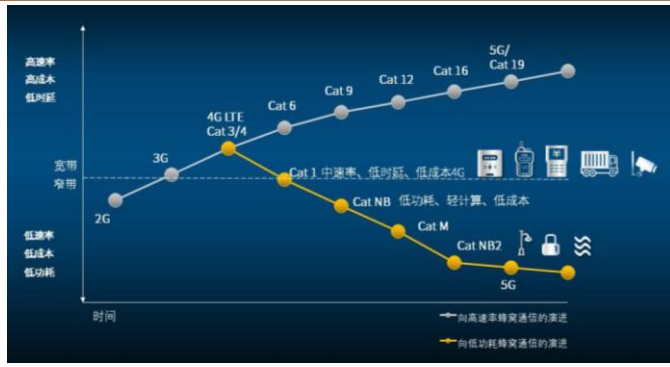 高速率
高成本
低时延
宽带
窄带
低速率
低成本
低功耗
2G
3G
4G LTE
Cat 3/4
Cat 6
Cat 9
Cat 12
Cat 16
5G/
Cat 19
Cat 1 中速率、低时延、低成本4G
Cat NB 低功耗、轻计算、低成本
Cat M
Cat NB2
5G
时间
向高速率蜂窝通信的演进
向低功耗蜂窝通信的演进